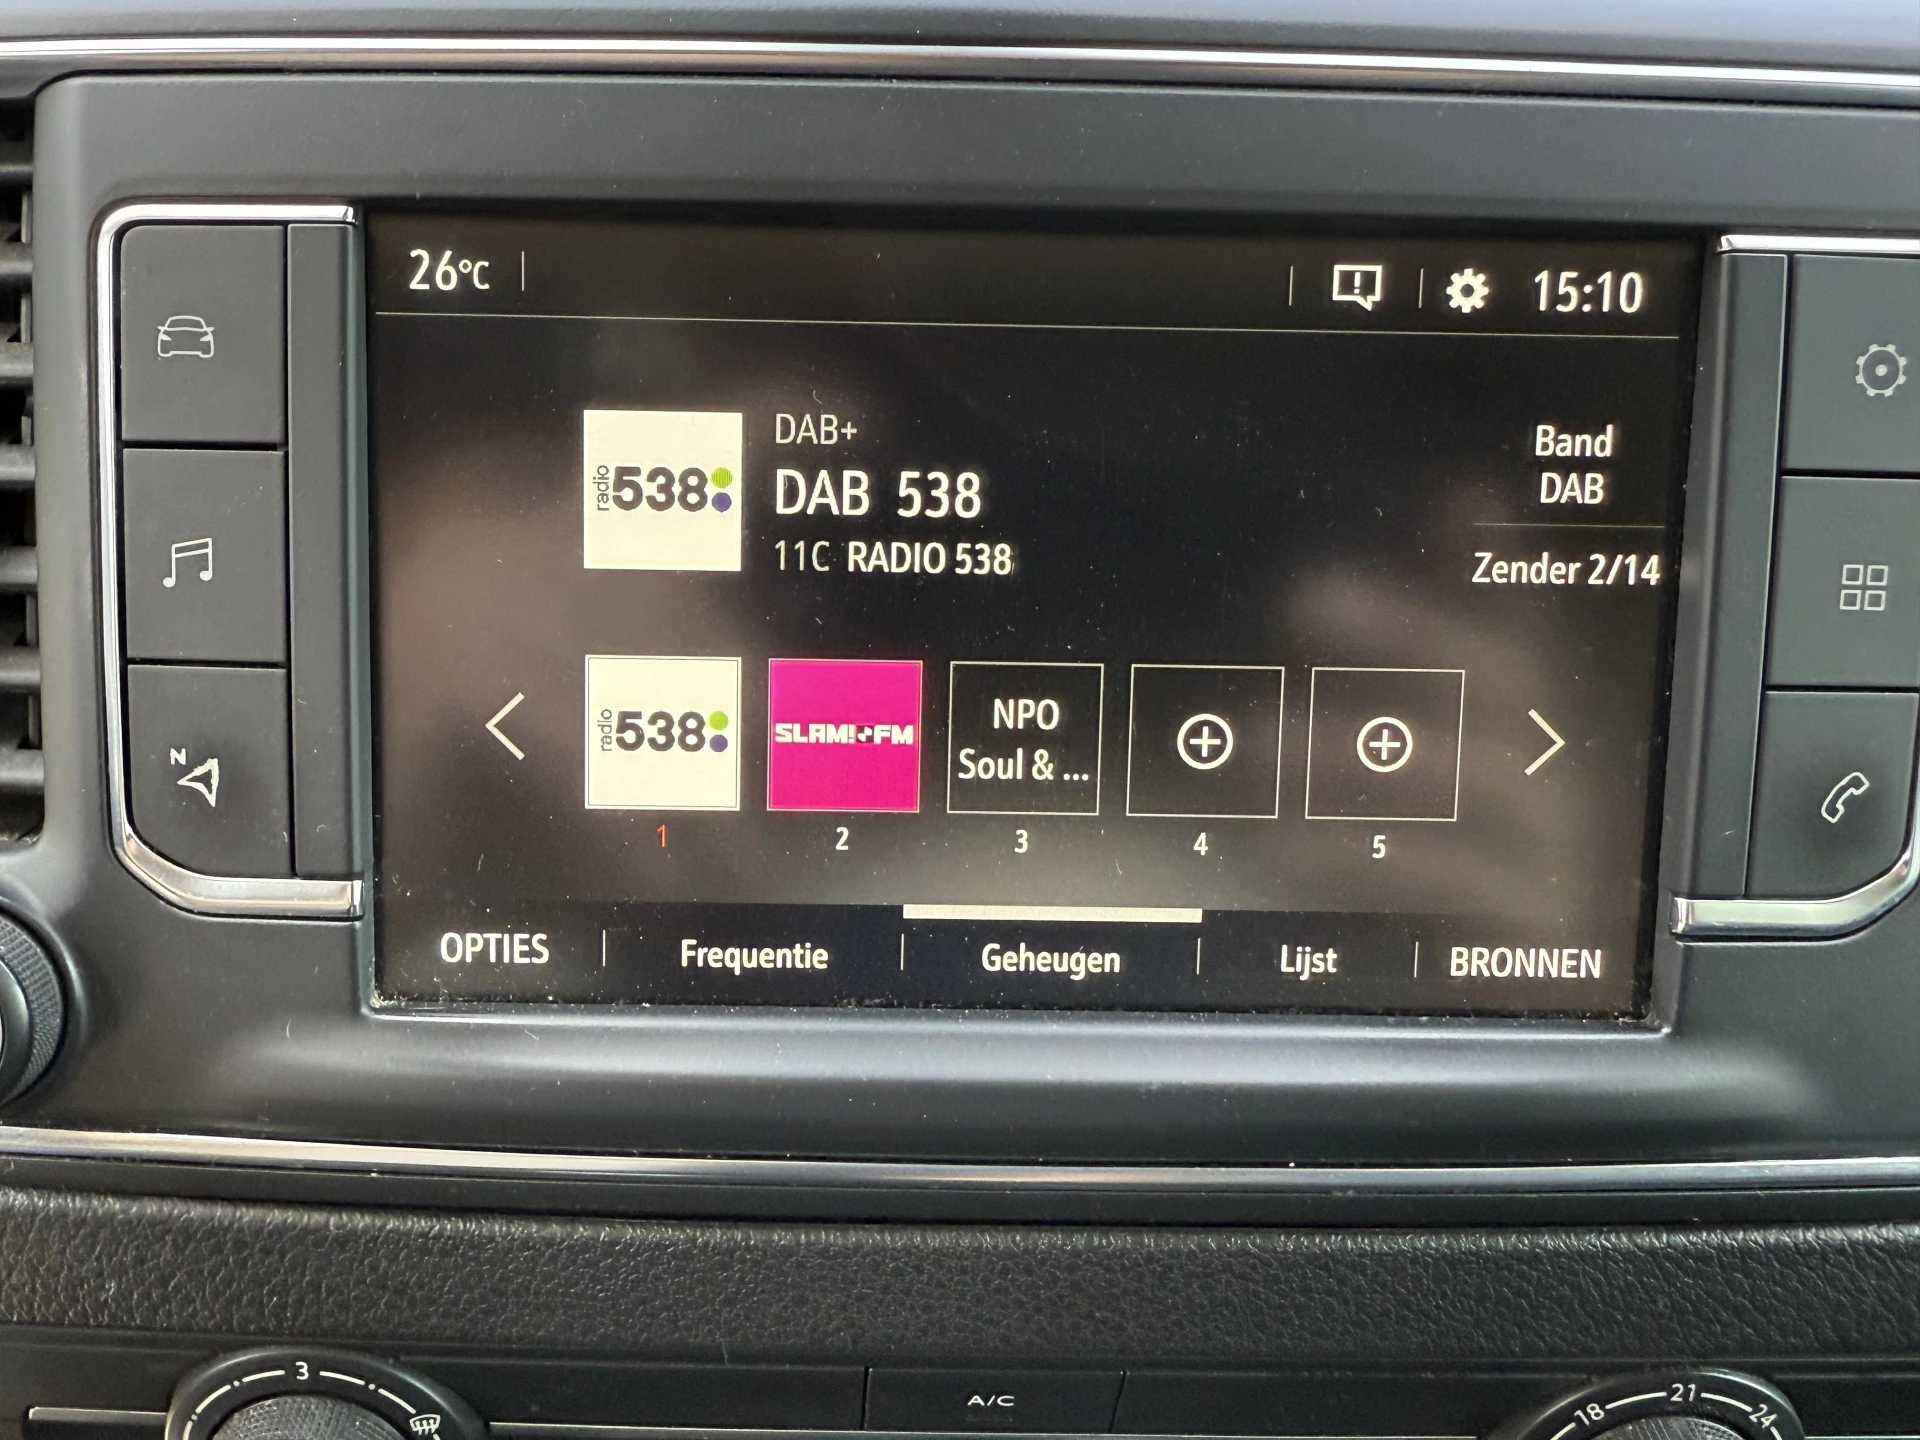 26°C
15:10
DAB+
DAB 538
11C RADIO 538
radio 538
Band
DAB
Zender 2/14
radio 538
SLAM! FM
NPO
Soul & ...
1
2
3
4
5
OPTIES
Frequentie
Geheugen
Lijst
BRONNEN
N
3
A/C
18
21
24